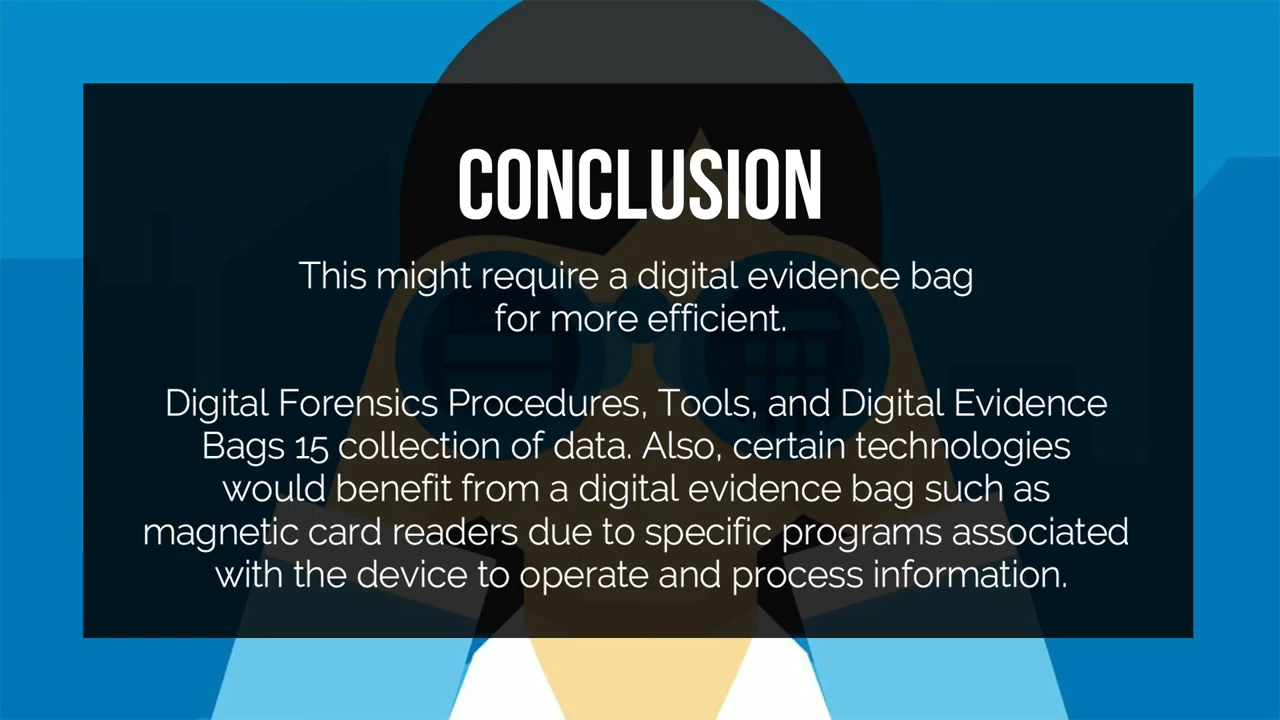 CONCLUSION
This might require a digital evidence bag
for more efficient.
Digital Forensics Procedures, Tools, and Digital Evidence
Bags 15 collection of data. Also, certain technologies
would benefit from a digital evidence bag such as
magnetic card readers due to specific programs associated
with the device to operate and process information.